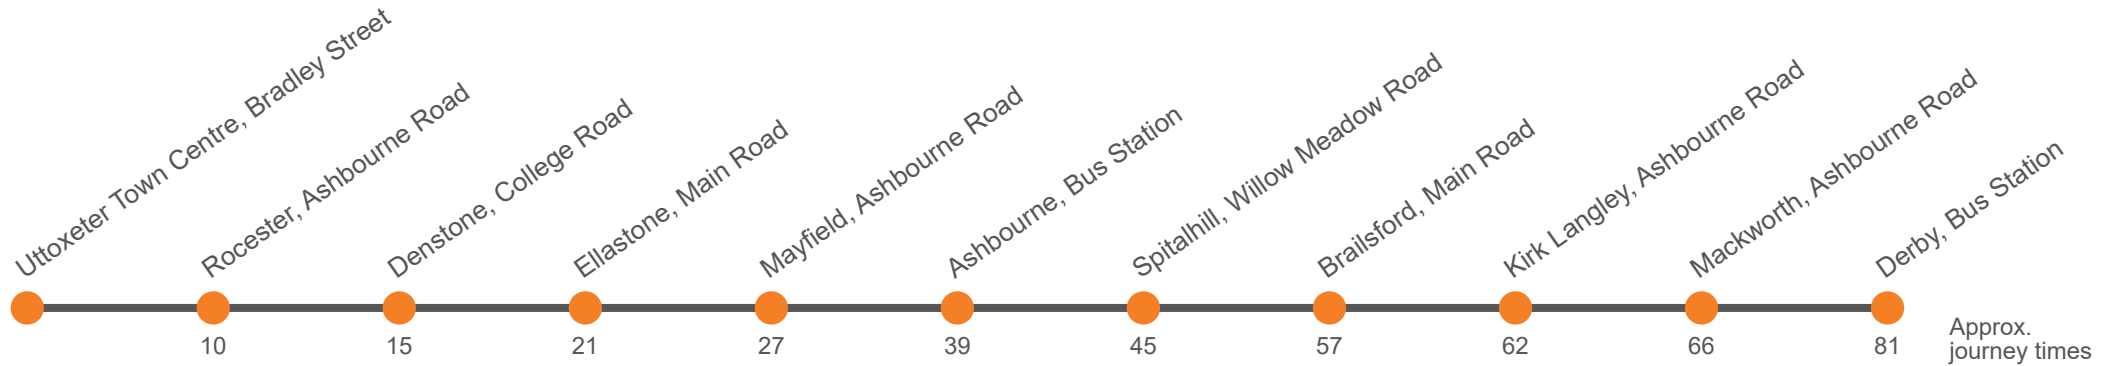 Uttoxeter Town Centre, Bradley Street
Rocester, Ashbourne Road
Denstone, College Road
Ellastone, Main Road
Mayfield, Ashbourne Road
Ashbourne, Bus Station
Spitalhill, Willow Meadow Road
Brailsford, Main Road
Kirk Langley, Ashbourne Road
Mackworth, Ashbourne Road
Derby, Bus Station
10
15
21
27
39
45
57
62
66
81
Approx.
journey times